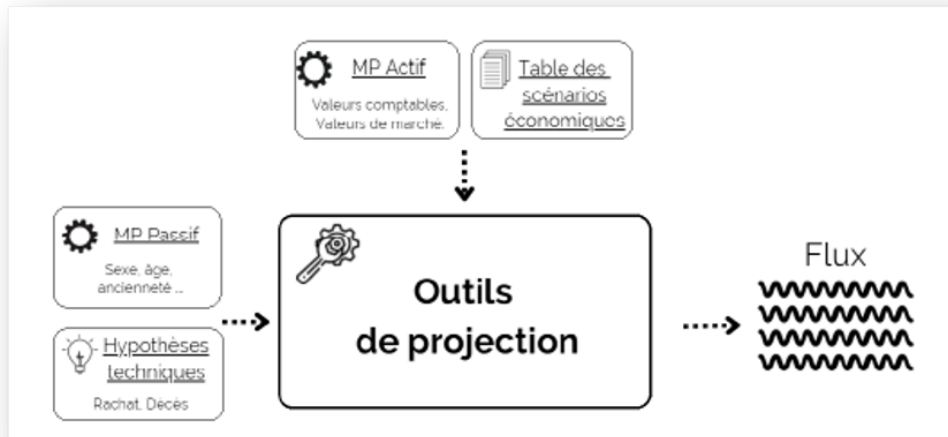 MP Actif
Valeurs comptables,
Valeurs de marché.
Table des
scénarios
économiques
MP Passif
Sexe, âge,
ancienneté ...
Hypothèses
techniques
Rachat, Décès
Outils
de projection
Flux